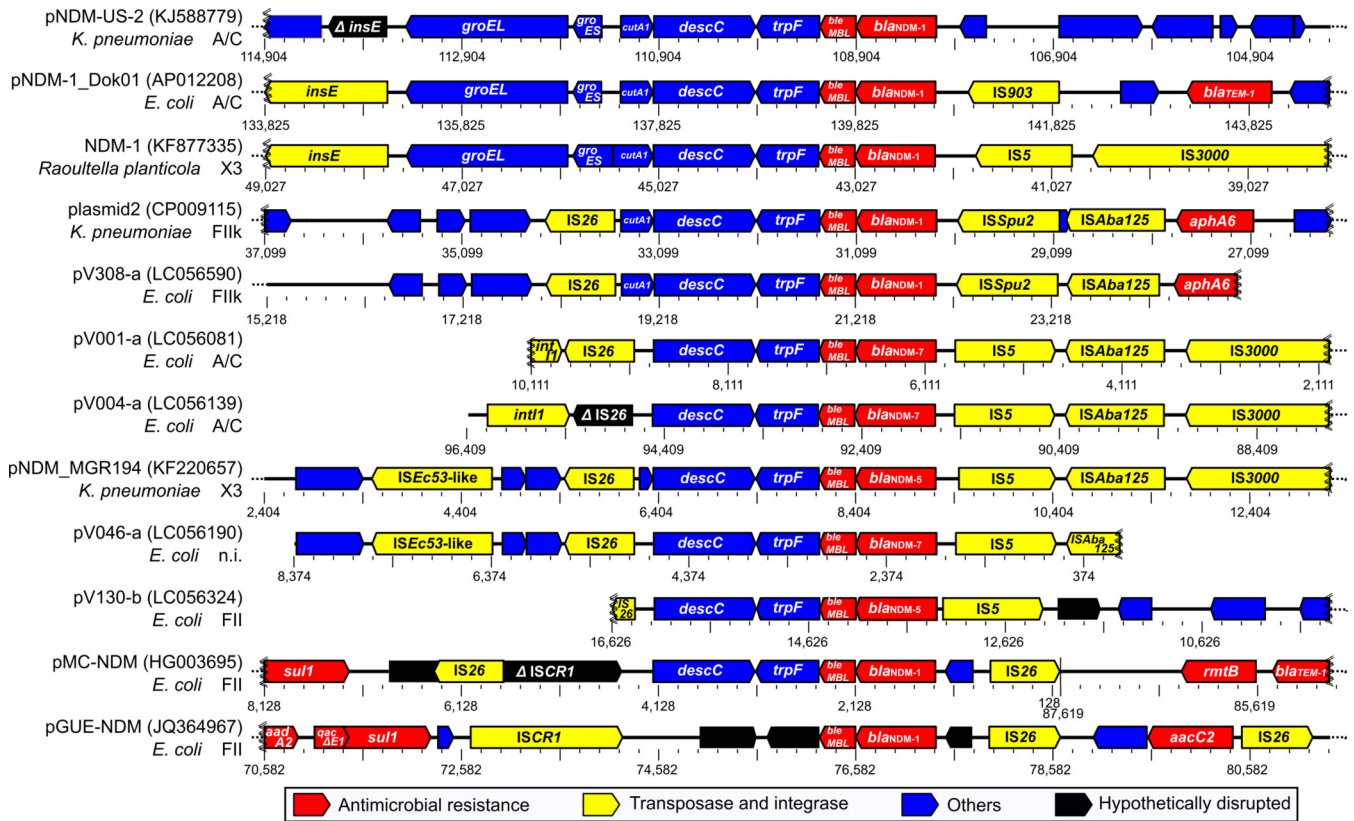 pNDM-US-2 (KJ588779)
K. pneumoniae A/C
Δ insE groEL gro ES cutA1 descC trpF ble MBL blaNDM-1
114,904 112,904 110,904 108,904 106,904 104,904
pNDM-1_Dok01 (AP012208)
E. coli A/C
insE groEL gro ES cutA1 descC trpF ble MBL blaNDM-1 IS903 blaTEM-1
133,825 135,825 137,825 139,825 141,825 143,825
NDM-1 (KF877335)
Raoultella planticola X3
insE groEL gro ES cutA1 descC trpF ble MBL blaNDM-1 IS5 IS3000
49,027 47,027 45,027 43,027 41,027 39,027
plasmid2 (CP009115)
K. pneumoniae FIIk
IS26 cutA1 descC trpF ble MBL blaNDM-1 ISSpu2 ISAba125 aphA6
37,099 35,099 33,099 31,099 29,099 27,099
pV308-a (LC056590)
E. coli FIIk
IS26 cutA1 descC trpF ble MBL blaNDM-1 ISSpu2 ISAba125 aphA6
15,218 17,218 19,218 21,218 23,218
pV001-a (LC056081)
E. coli A/C
int I1 IS26 descC trpF ble MBL blaNDM-7 IS5 ISAba125 IS3000
10,111 8,111 6,111 4,111 2,111
pV004-a (LC056139)
E. coli A/C
intI1 Δ IS26 descC trpF ble MBL blaNDM-7 IS5 ISAba125 IS3000
96,409 94,409 92,409 90,409 88,409
pNDM_MGR194 (KF220657)
K. pneumoniae X3
ISEc53-like IS26 descC trpF ble MBL blaNDM-5 IS5 ISAba125 IS3000
2,404 4,404 6,404 8,404 10,404 12,404
pV046-a (LC056190)
E. coli n.i.
ISEc53-like IS26 descC trpF ble MBL blaNDM-7 IS5 ISAba 125
8,374 6,374 4,374 2,374 374
pV130-b (LC056324)
E. coli FII
IS 26 descC trpF ble MBL blaNDM-5 IS5
16,626 14,626 12,626 10,626
pMC-NDM (HG003695)
E. coli FII
sul1 IS26 Δ ISCR1 descC trpF ble MBL blaNDM-1 IS26 rmtB blaTEM-1
8,128 6,128 4,128 2,128 128 87,619 85,619
pGUE-NDM (JQ364967)
E. coli FII
aad A2 qac ΔE1 sul1 ISCR1 ble MBL blaNDM-1 IS26 aacC2 IS26
70,582 72,582 74,582 76,582 78,582 80,582
Antimicrobial resistance Transposase and integrase Others Hypothetically disrupted